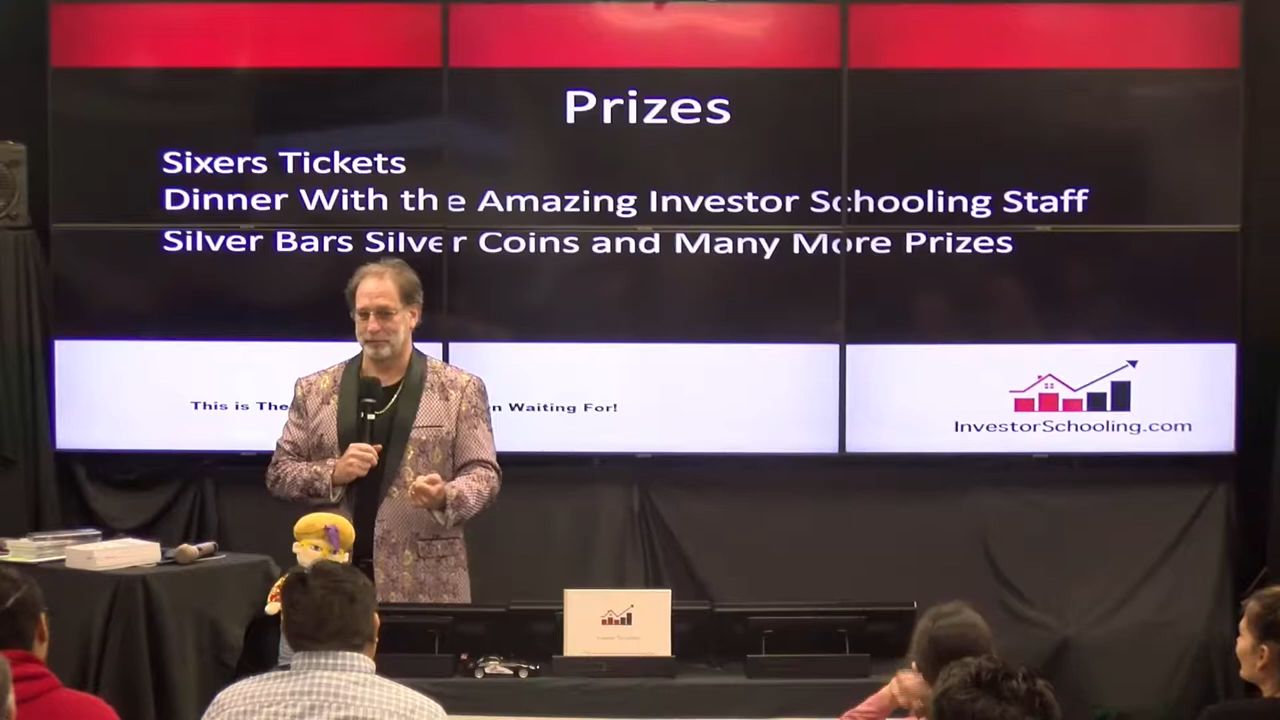 Prizes
Sixers Tickets
Dinner With the Amazing Investor Schooling Staff
Silver Bars Silver Coins and Many More Prizes
This is The n Waiting For!
InvestorSchooling.com